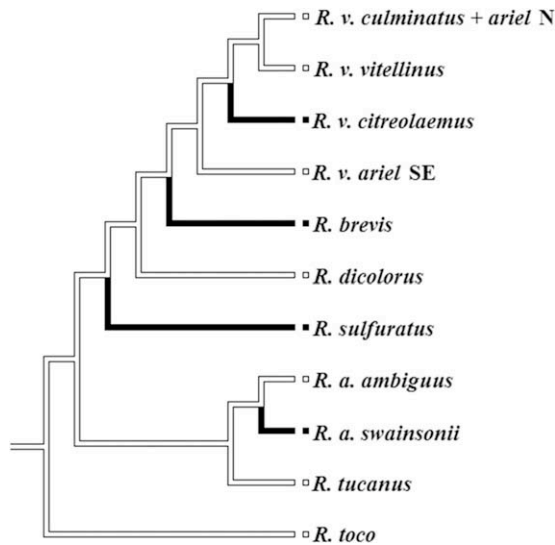 R. v. culminatus + ariel N
R. v. vitellinus
R. v. citreolaemus
R. v. ariel SE
R. brevis
R. dicolorus
R. sulfuratus
R. a. ambiguus
R. a. swainsonii
R. tucanus
R. toco